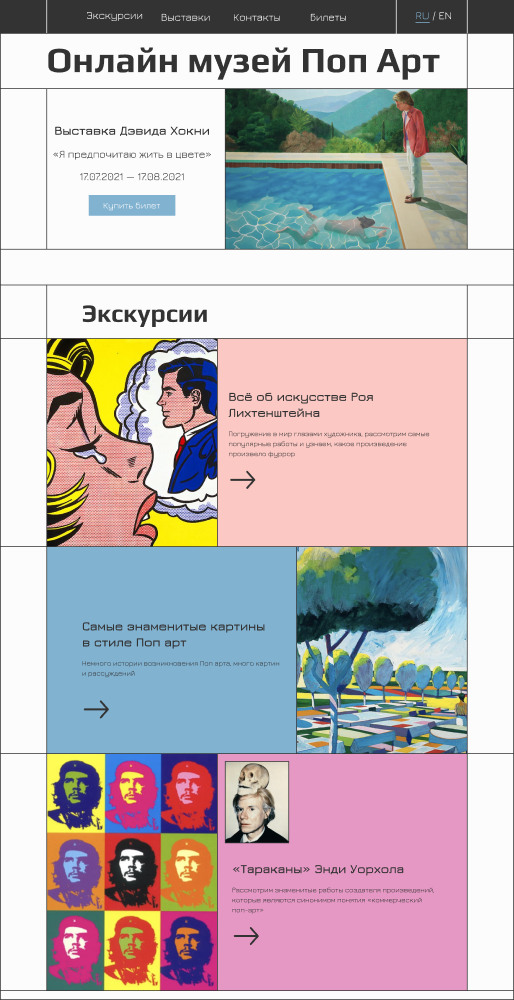 Экскурсии Выставки Контакты Билеты RU / EN
Онлайн музей Поп Арт
Выставка Дэвида Хокни
«Я предпочитаю жить в цвете»
17.07.2021 — 17.08.2021
Купить билет
Экскурсии
Всё об искусстве Роя
Лихтенштейна
Погружение в мир глазами художника, рассмотрим самые
популярные работы и узнаем, какое произведение
произвело фуррор
Самые знаменитые картины
в стиле Поп арт
Немного истории возникновения Поп арта, много картин
и рассуждений
«Тараканы» Энди Уорхола
Рассмотрим знаменитые работы создателя произведений,
которые являются синонимом понятия «коммерческий
поп-арт»